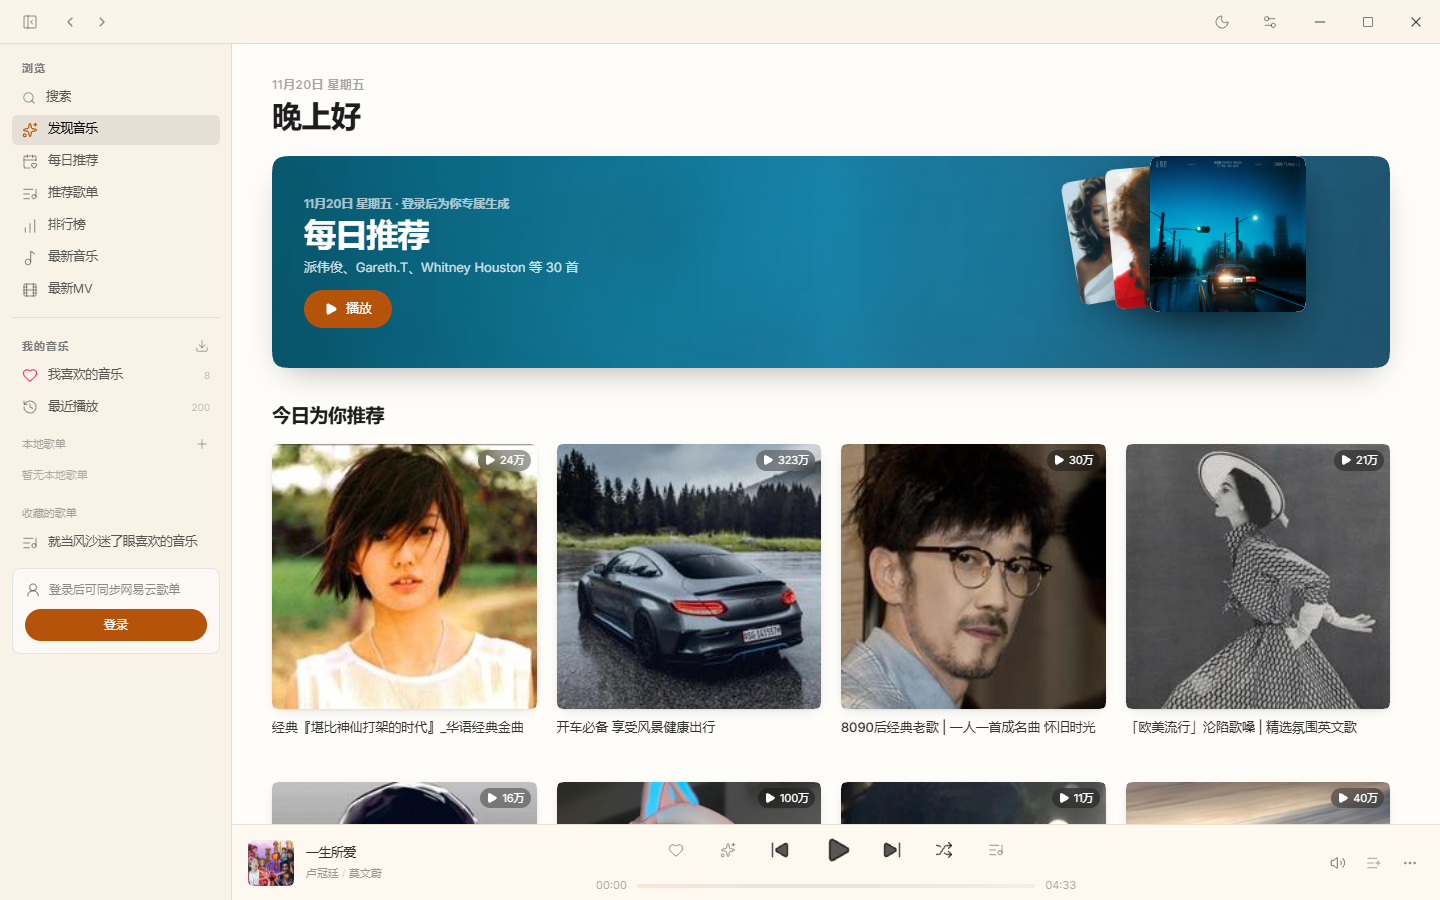 浏览
搜索
发现音乐
每日推荐
推荐歌单
排行榜
最新音乐
最新MV
我的音乐
我喜欢的音乐 8
最近播放 200
本地歌单
暂无本地歌单
收藏的歌单
就当风沙迷了眼喜欢的音乐
登录后可同步网易云歌单
登录
11月20日 星期五
晚上好
11月20日 星期五 · 登录后为你专属生成
每日推荐
派伟俊、Gareth.T、Whitney Houston 等 30 首
播放
今日为你推荐
24万
323万
30万
21万
经典『堪比神仙打架的时代』_华语经典金曲
开车必备 享受风景健康出行
8090后经典老歌 | 一人一首成名曲 怀旧时光
「欧美流行」沦陷歌嗓 | 精选氛围英文歌
16万
100万
11万
40万
一生所爱
卢冠廷 / 莫文蔚
00:00
04:33